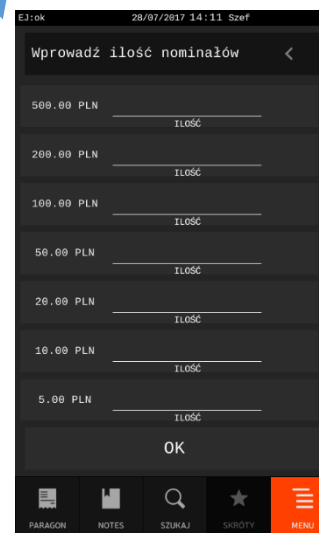 EJ:ok 28/07/2017 14:11 Szef
Wprowadź ilość nominałów
500.00 PLN
ILOŚĆ
200.00 PLN
ILOŚĆ
100.00 PLN
ILOŚĆ
50.00 PLN
ILOŚĆ
20.00 PLN
ILOŚĆ
10.00 PLN
ILOŚĆ
5.00 PLN
ILOŚĆ
OK
PARAGON NOTES SZUKAJ SKRÓTY MENU